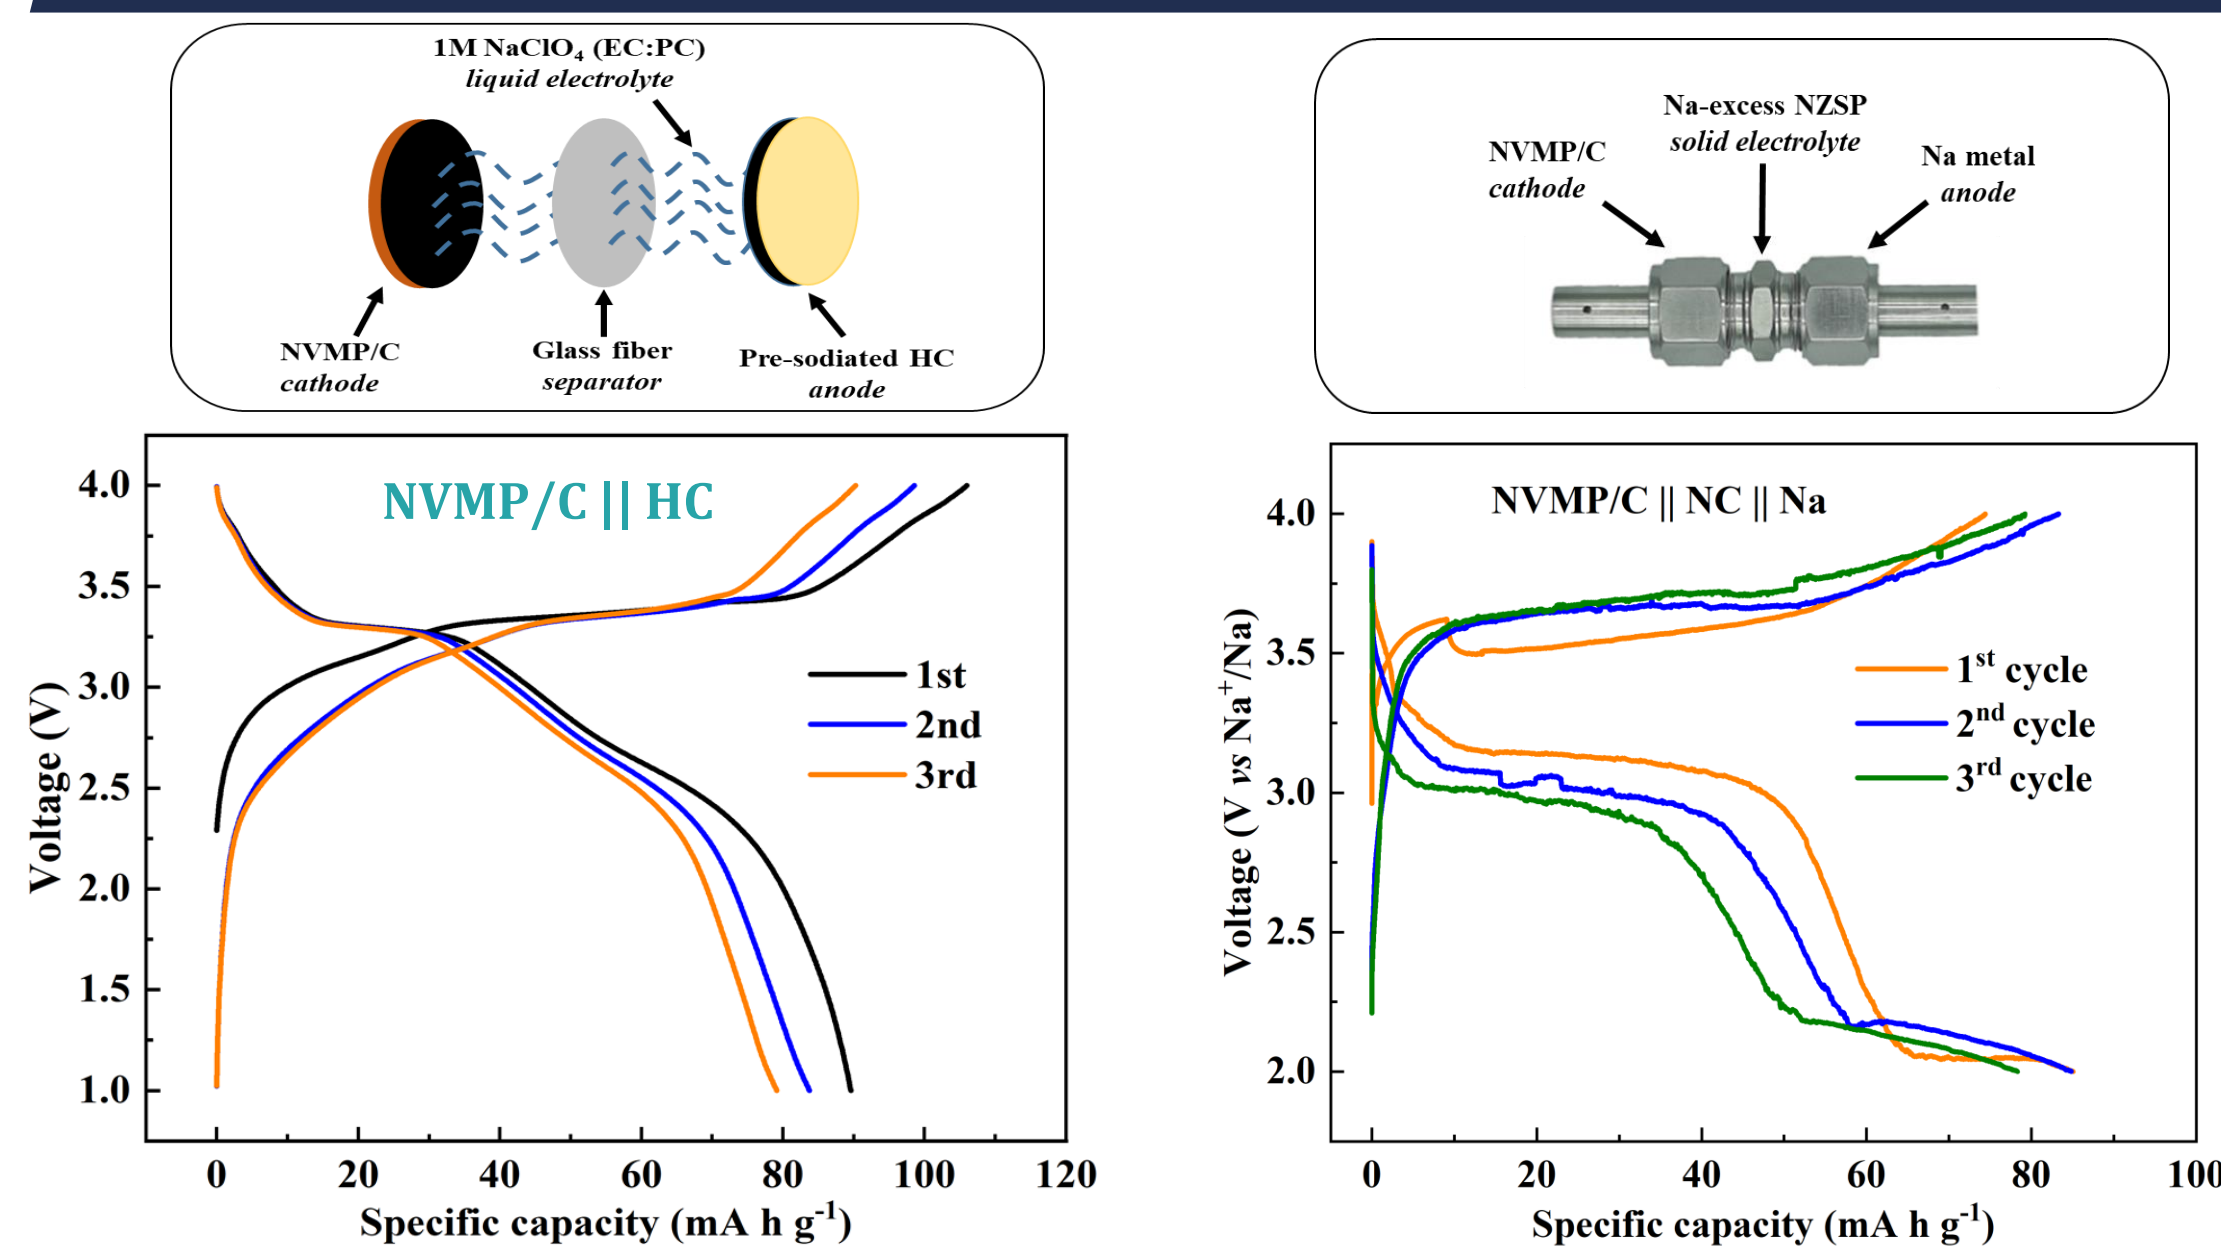 1M NaClO₄ (EC:PC)
liquid electrolyte
NVMP/C
cathode
Glass fiber
separator
Pre-sodiated HC
anode
Na-excess NZSP
solid electrolyte
NVMP/C
cathode
Na metal
anode
NVMP/C || HC
4.0
3.5
3.0
2.5
2.0
1.5
1.0
Voltage (V)
1st
2nd
3rd
0 20 40 60 80 100 120
Specific capacity (mA h g⁻¹)
NVMP/C || NC || Na
4.0
3.5
3.0
2.5
2.0
Voltage (V vs Na⁺/Na)
1ˢᵗ cycle
2ⁿᵈ cycle
3ʳᵈ cycle
0 20 40 60 80 100
Specific capacity (mA h g⁻¹)